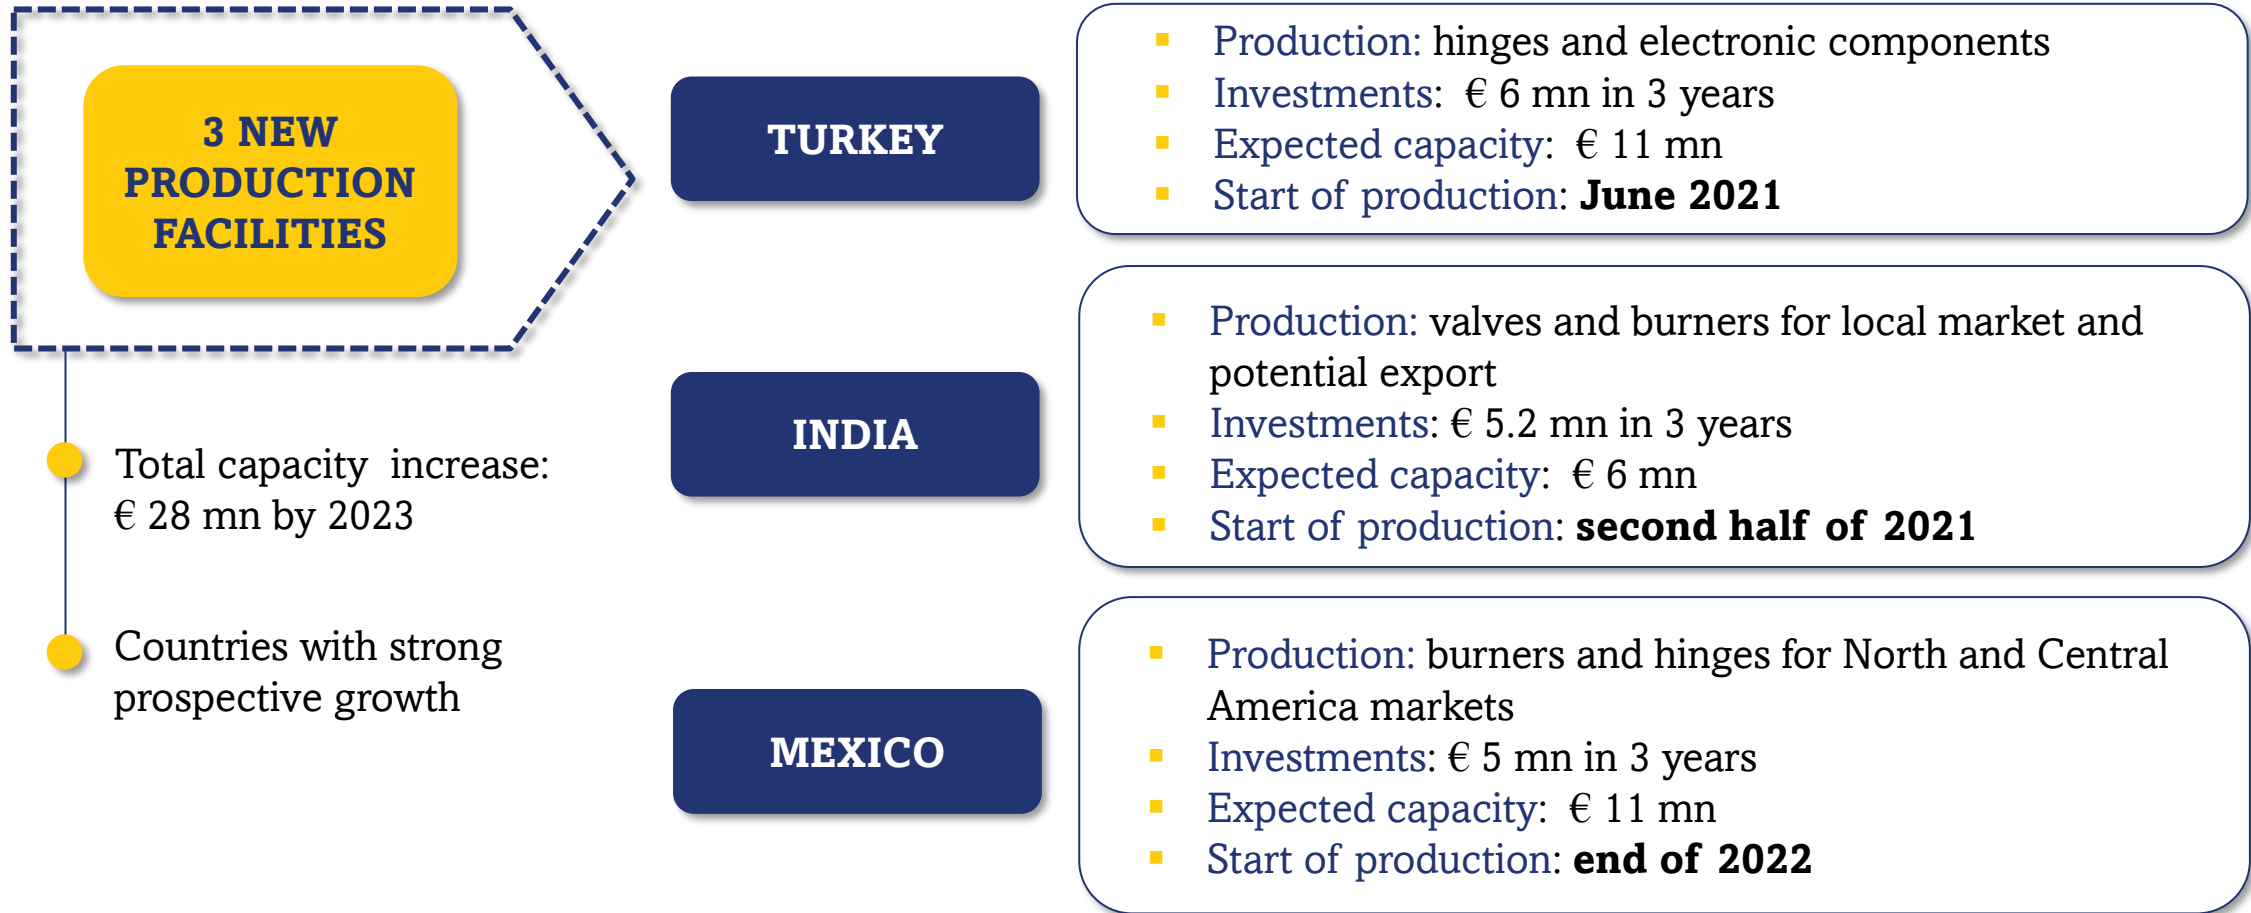 3 NEW
PRODUCTION
FACILITIES
Total capacity increase:
€ 28 mn by 2023
Countries with strong
prospective growth
TURKEY
▪ Production: hinges and electronic components
▪ Investments: € 6 mn in 3 years
▪ Expected capacity: € 11 mn
▪ Start of production: June 2021
INDIA
▪ Production: valves and burners for local market and
potential export
▪ Investments: € 5.2 mn in 3 years
▪ Expected capacity: € 6 mn
▪ Start of production: second half of 2021
MEXICO
▪ Production: burners and hinges for North and Central
America markets
▪ Investments: € 5 mn in 3 years
▪ Expected capacity: € 11 mn
▪ Start of production: end of 2022